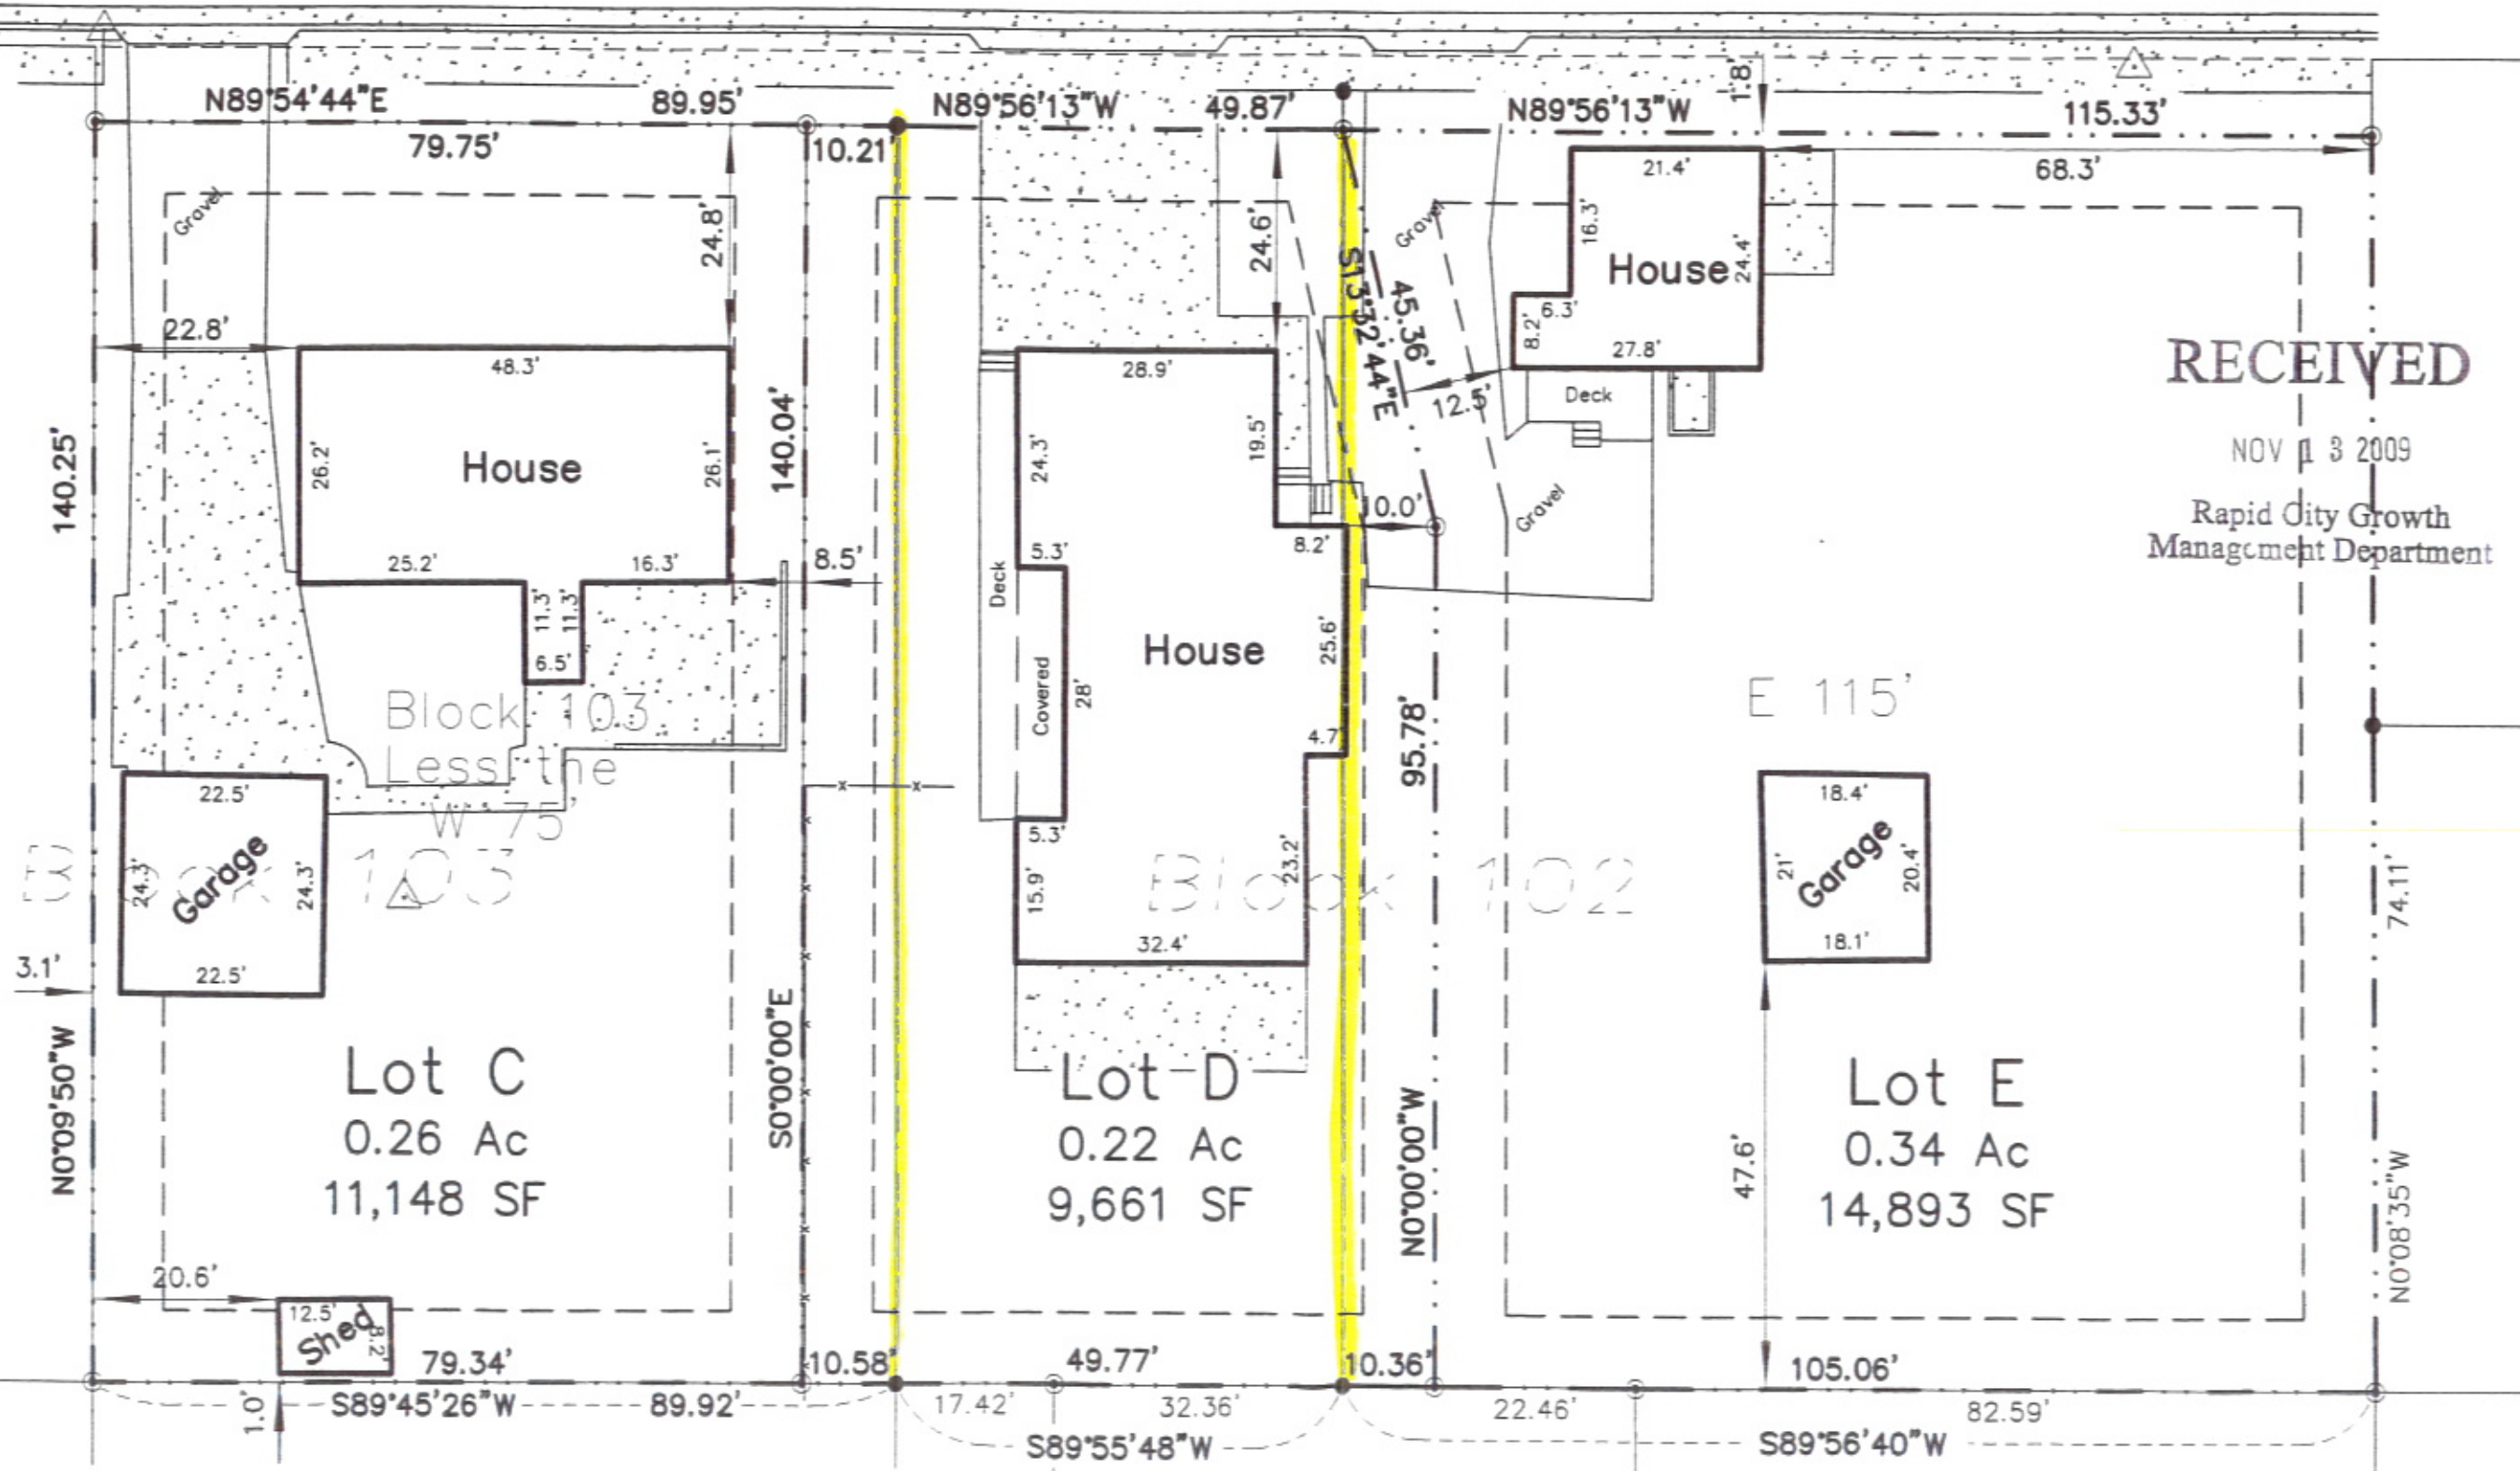 N89°54'44"E
89.95'
N89°56'13"W
49.87'
N89°56'13"W
1.8'
115.33'
79.75'
10.21'
21.4'
68.3'
Gravel
24.8'
24.6'
Gravel
16.3'
House
24.4'
S13°32'44"E
45.36'
6.3'
8.2'
27.8'
22.8'
48.3'
28.9'
12.5'
Deck
RECEIVED
NOV 13 2009
Rapid City Growth
Management Department
140.25'
26.2'
House
26.1'
140.04'
24.3'
19.5'
10.0'
Gravel
25.2'
16.3'
8.5'
5.3'
8.2'
11.3'
11.3'
6.5'
Deck
Covered
28'
House
25.6'
4.7'
95.78'
E 115'
Block 103
Less the
W 75'
22.5'
24.3'
Garage
24.3'
22.5'
Block 103
5.3'
15.9'
23.2'
32.4'
Block 102
18.4'
21'
Garage
20.4'
18.1'
74.11'
3.1'
N0°09'50"W
Lot C
0.26 Ac
11,148 SF
S0°00'00"E
Lot D
0.22 Ac
9,661 SF
N0°00'00"W
47.6'
Lot E
0.34 Ac
14,893 SF
N0°08'35"W
20.6'
12.5'
Shed
8.2'
79.34'
10.58'
49.77'
10.36'
105.06'
1.0'
S89°45'26"W
89.92'
17.42'
32.36'
22.46'
82.59'
S89°55'48"W
S89°56'40"W